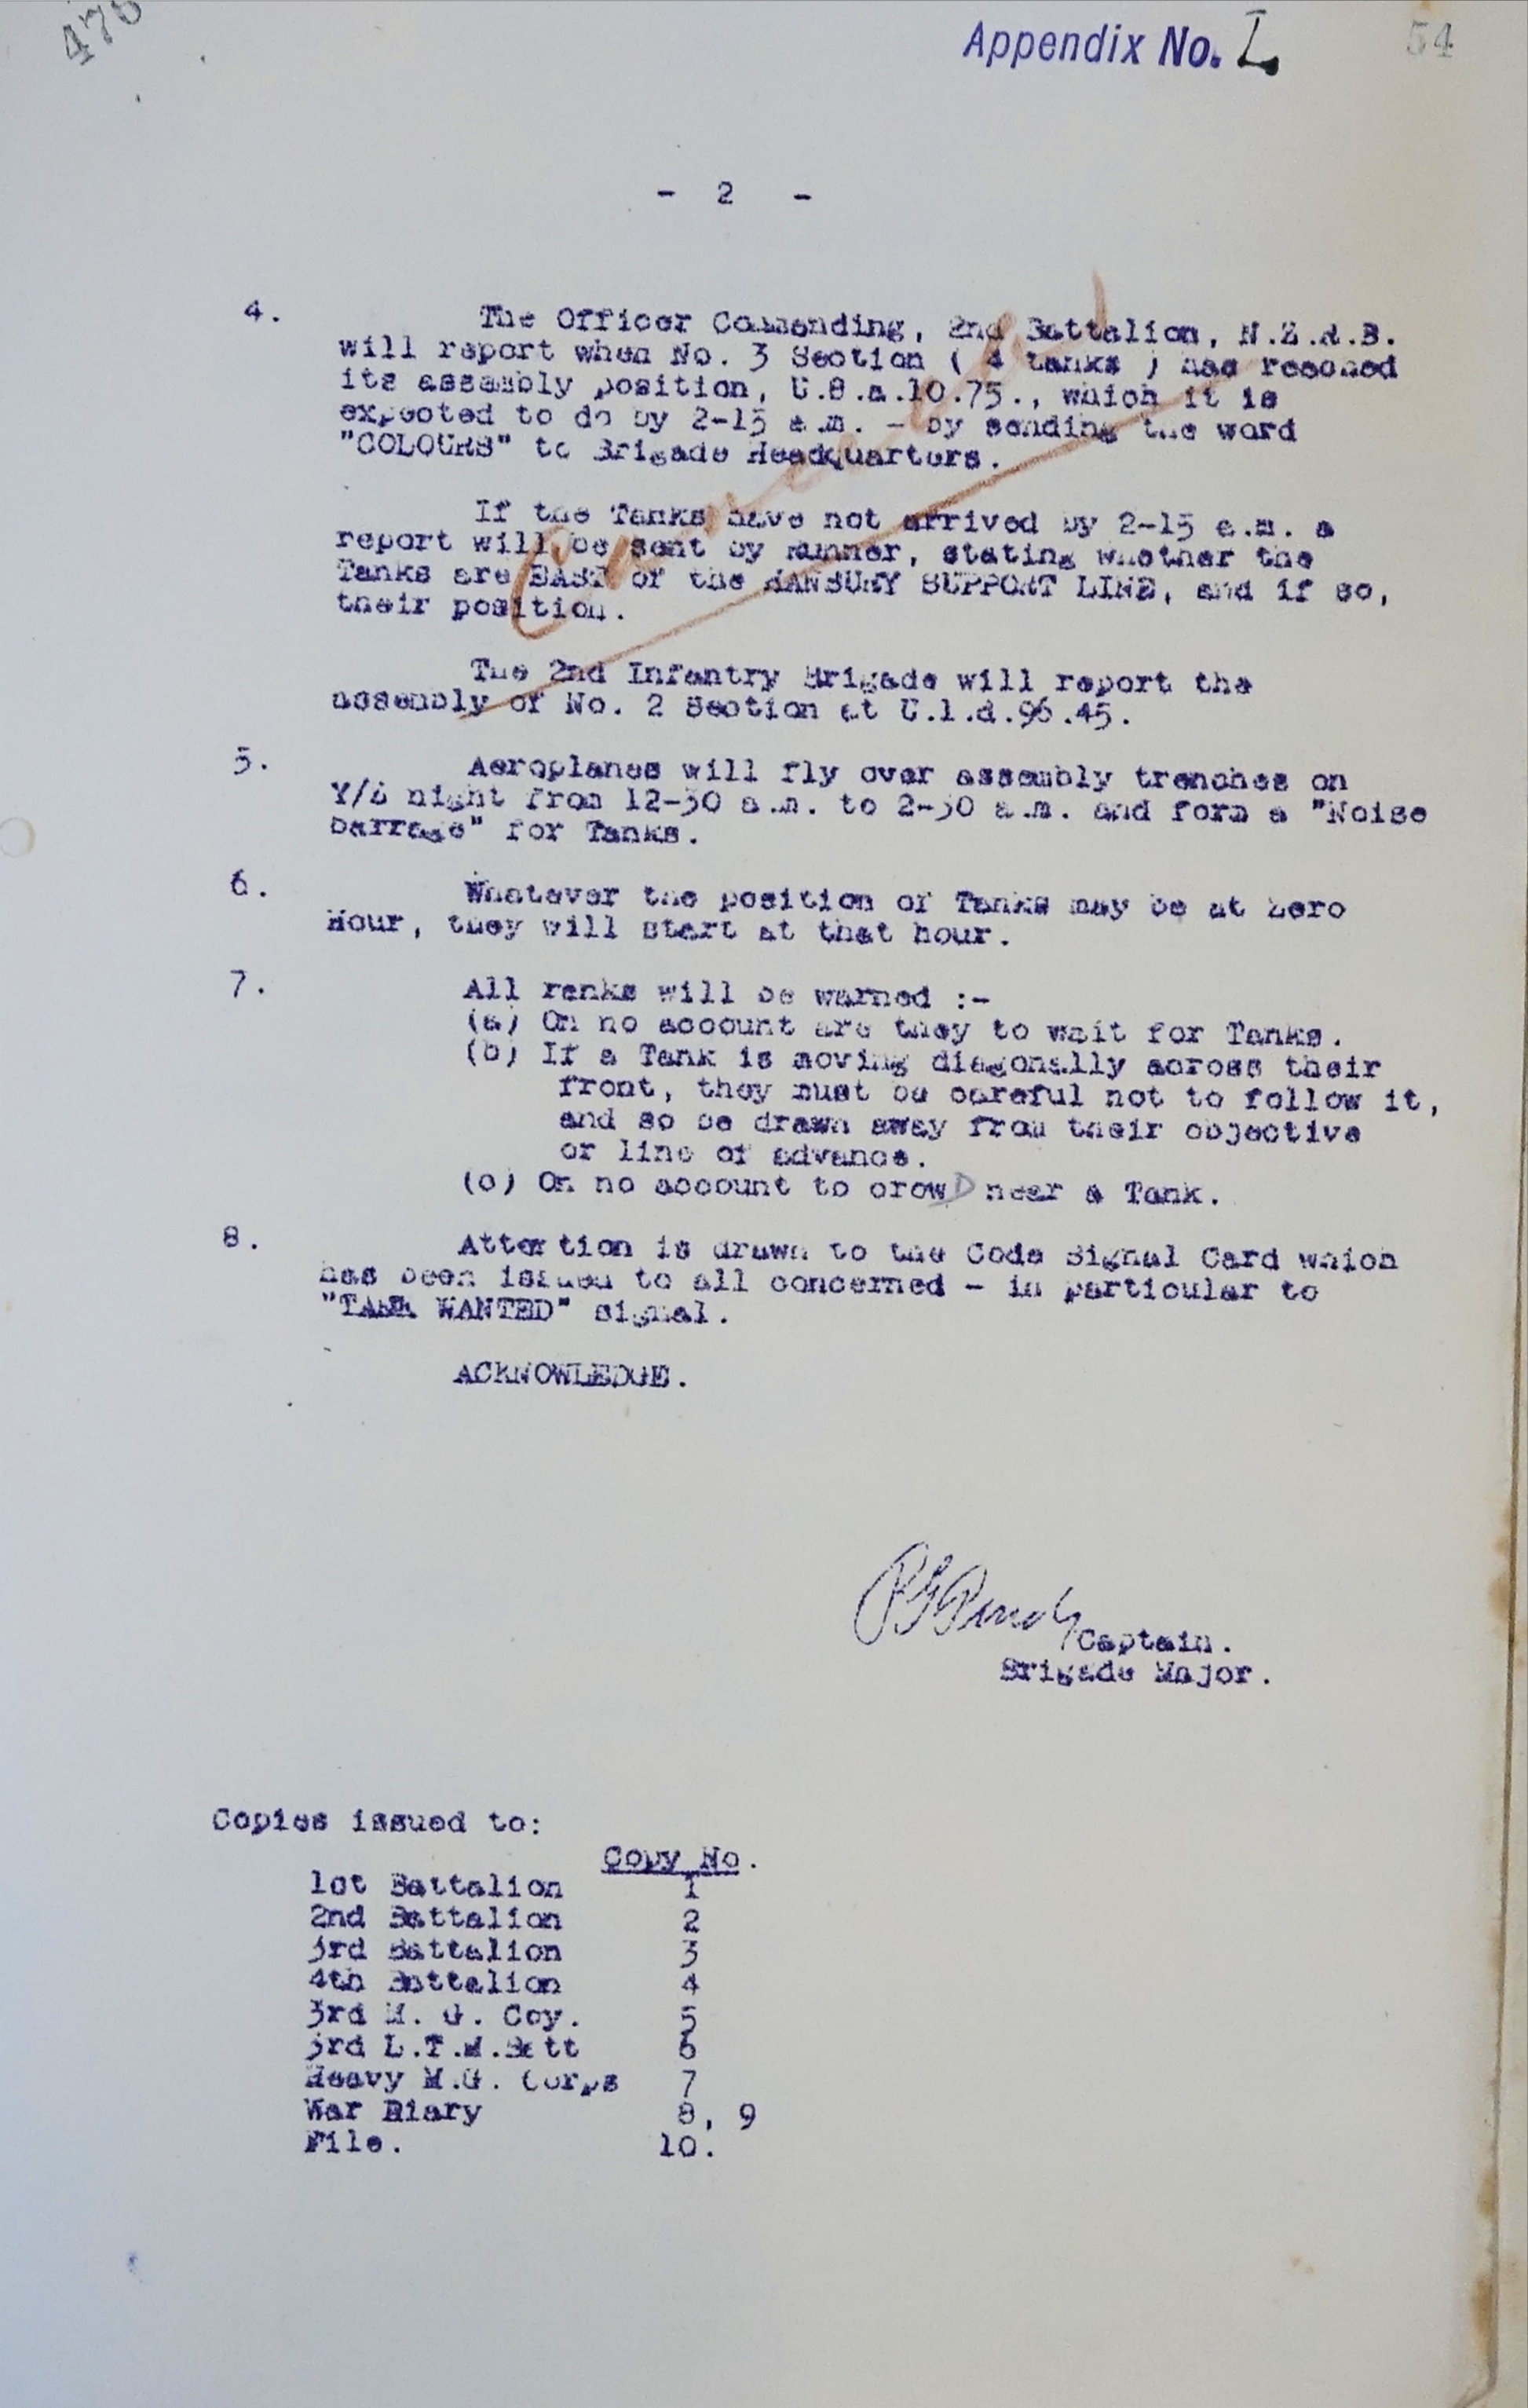 Appendix No. L
54
- 2 -
4. The Officer Commending, 2nd Battalion, N.Z.R.B.
will report when No. 3 Section ( 4 tanks ) has reached
its assembly position, U.8.a.10.75., which it is
expected to do by 2-15 a.m. - by sending the word
"COLOURS" to Brigade Headquarters.
If the Tanks have not arrived by 2-15 a.m. a
report will be sent by runner, stating whether the
Tanks are EAST of the HANBURY SUPPORT LINE, and if so,
their position.
Cancelled
The 2nd Infantry Brigade will report the
assembly of No. 2 Section at U.1.d.96.45.
5. Aeroplanes will fly over assembly trenches on
Y/Z night from 12-30 a.m. to 2-30 a.m. and form a "Noise
barrage" for Tanks.
6. Whatever the position of Tanks may be at Zero
Hour, they will start at that hour.
7. All ranks will be warned :-
(a) On no account are they to wait for Tanks.
(b) If a Tank is moving diagonally across their
front, they must be careful not to follow it,
and so be drawn away from their objective
or line of advance.
(c) On no account to crowD near a Tank.
8. Attention is drawn to the Code Signal Card which
has been issued to all concerned - in particular to
"TANK WANTED" signal.
ACKNOWLEDGE.
Captain.
Brigade Major.
Copies issued to:
Copy No.
1st Battalion 1
2nd Battalion 2
3rd Battalion 3
4th Battalion 4
3rd M. G. Coy. 5
3rd L.T.M.Batt 6
Heavy M.G. Corps 7
War Diary 8, 9
File. 10.